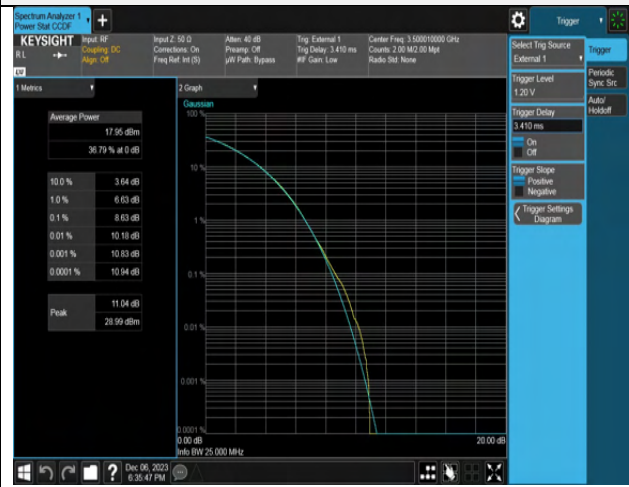 Spectrum Analyzer 1
Power Stat CCDF
+
Trigger
KEYSIGHT
RL
Input: RF
Coupling: DC
Align: Off
Input Z: 50 Ω
Corrections: On
Freq Ref: Int (S)
Atten: 40 dB
Preamp: Off
µW Path: Bypass
Trig: External 1
Trig Delay: 3.410 ms
#IF Gain: Low
Center Freq: 3.500010000 GHz
Counts: 2.00 M/2.00 Mpt
Radio Std: None
1 Metrics
Average Power
17.95 dBm
36.79 % at 0 dB
10.0 % 3.64 dB
1.0 % 6.63 dB
0.1 % 8.63 dB
0.01 % 10.18 dB
0.001 % 10.83 dB
0.0001 % 10.94 dB
Peak
11.04 dB
28.99 dBm
2 Graph
Gaussian
100 %
10 %
1 %
0.1 %
0.01 %
0.001 %
0.0001 %
0.00 dB
20.00 dB
Info BW 25.000 MHz
Select Trig Source
External 1
Trigger Level
1.20 V
Trigger Delay
3.410 ms
On
Off
Trigger Slope
Positive
Negative
Trigger Settings
Diagram
Trigger
Periodic
Sync Src
Auto/
Holdoff
?
Dec 06, 2023
6:35:47 PM